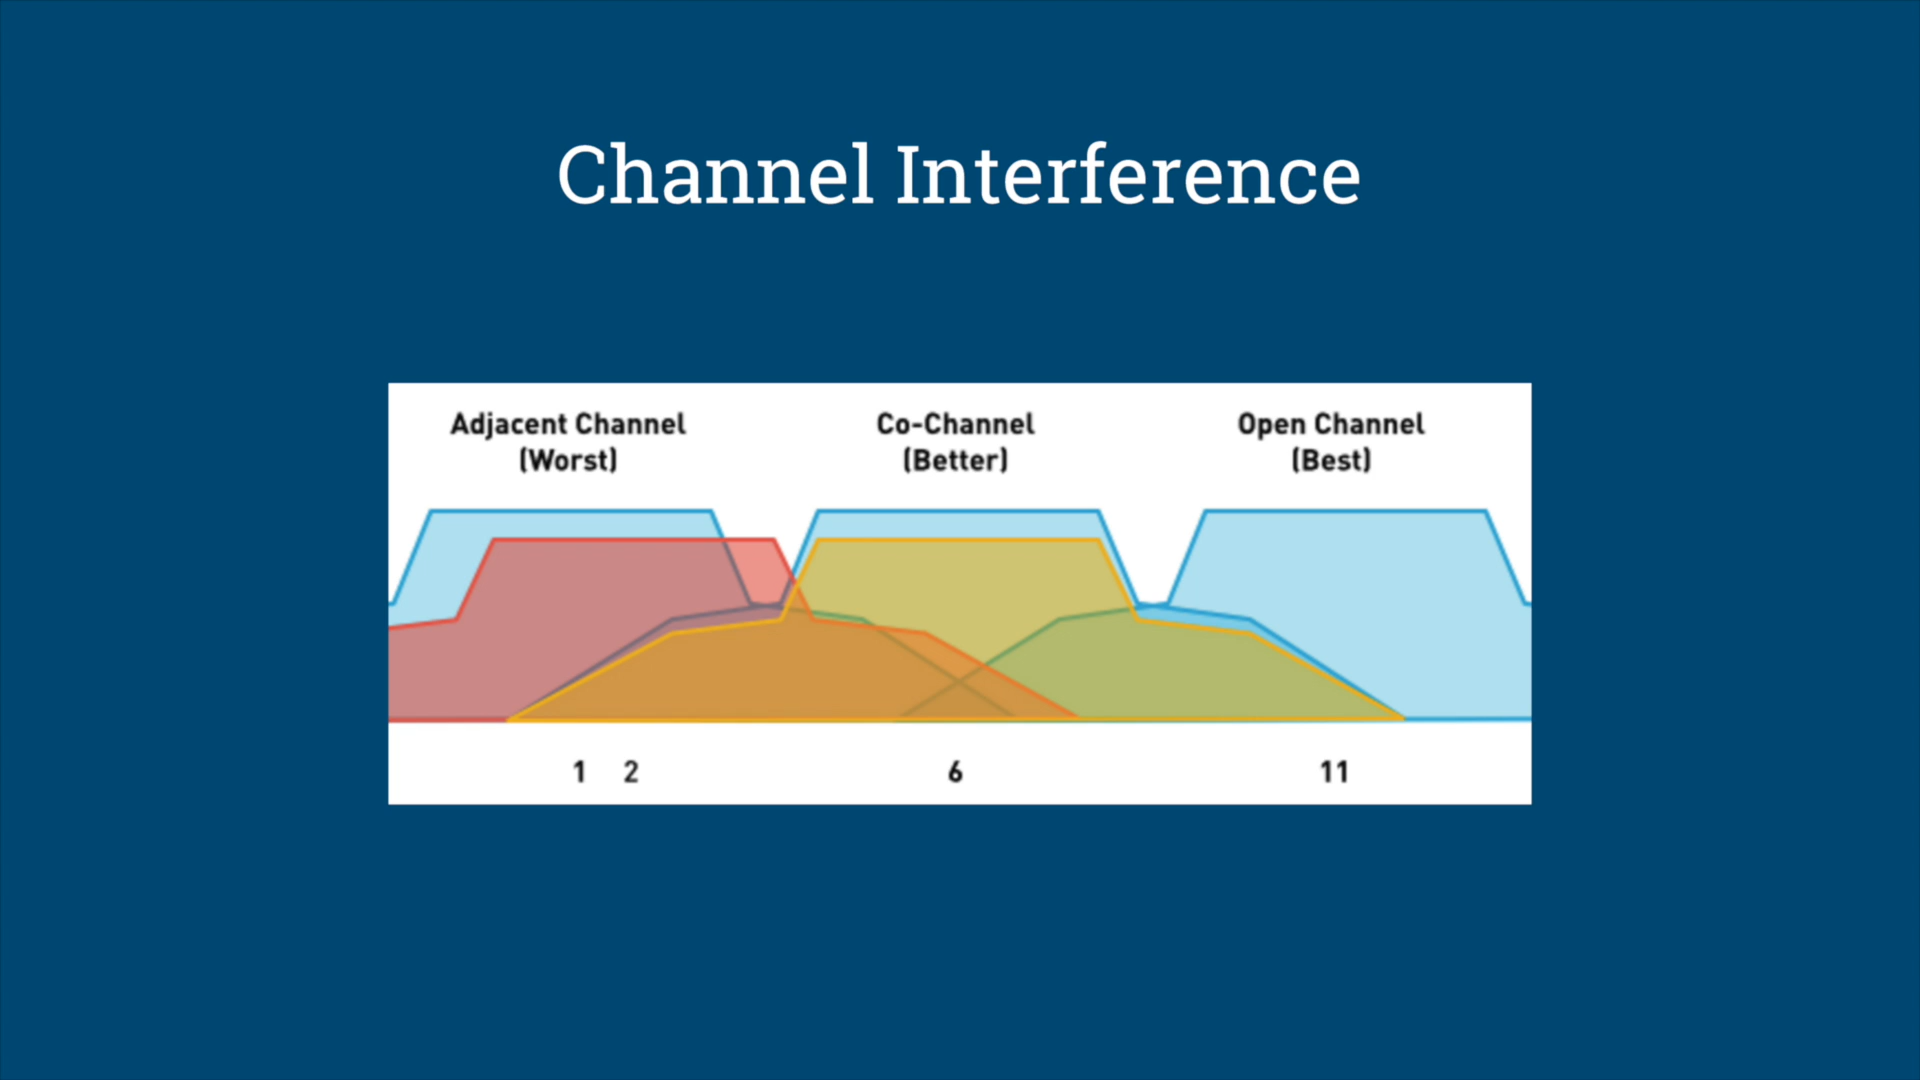 Channel Interference
Adjacent Channel
(Worst)
Co-Channel
(Better)
Open Channel
(Best)
1 2 6 11